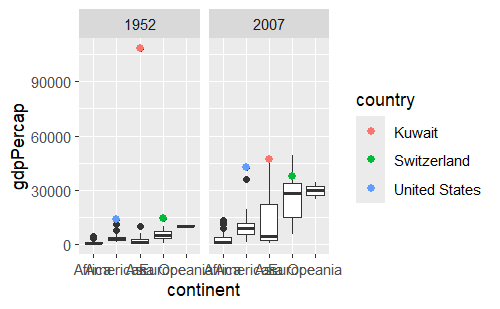 1952 2007
90000
60000
30000
0
gdpPercap
Africa Americas Asia Europe Oceania Africa Americas Asia Europe Oceania
continent
country
Kuwait
Switzerland
United States